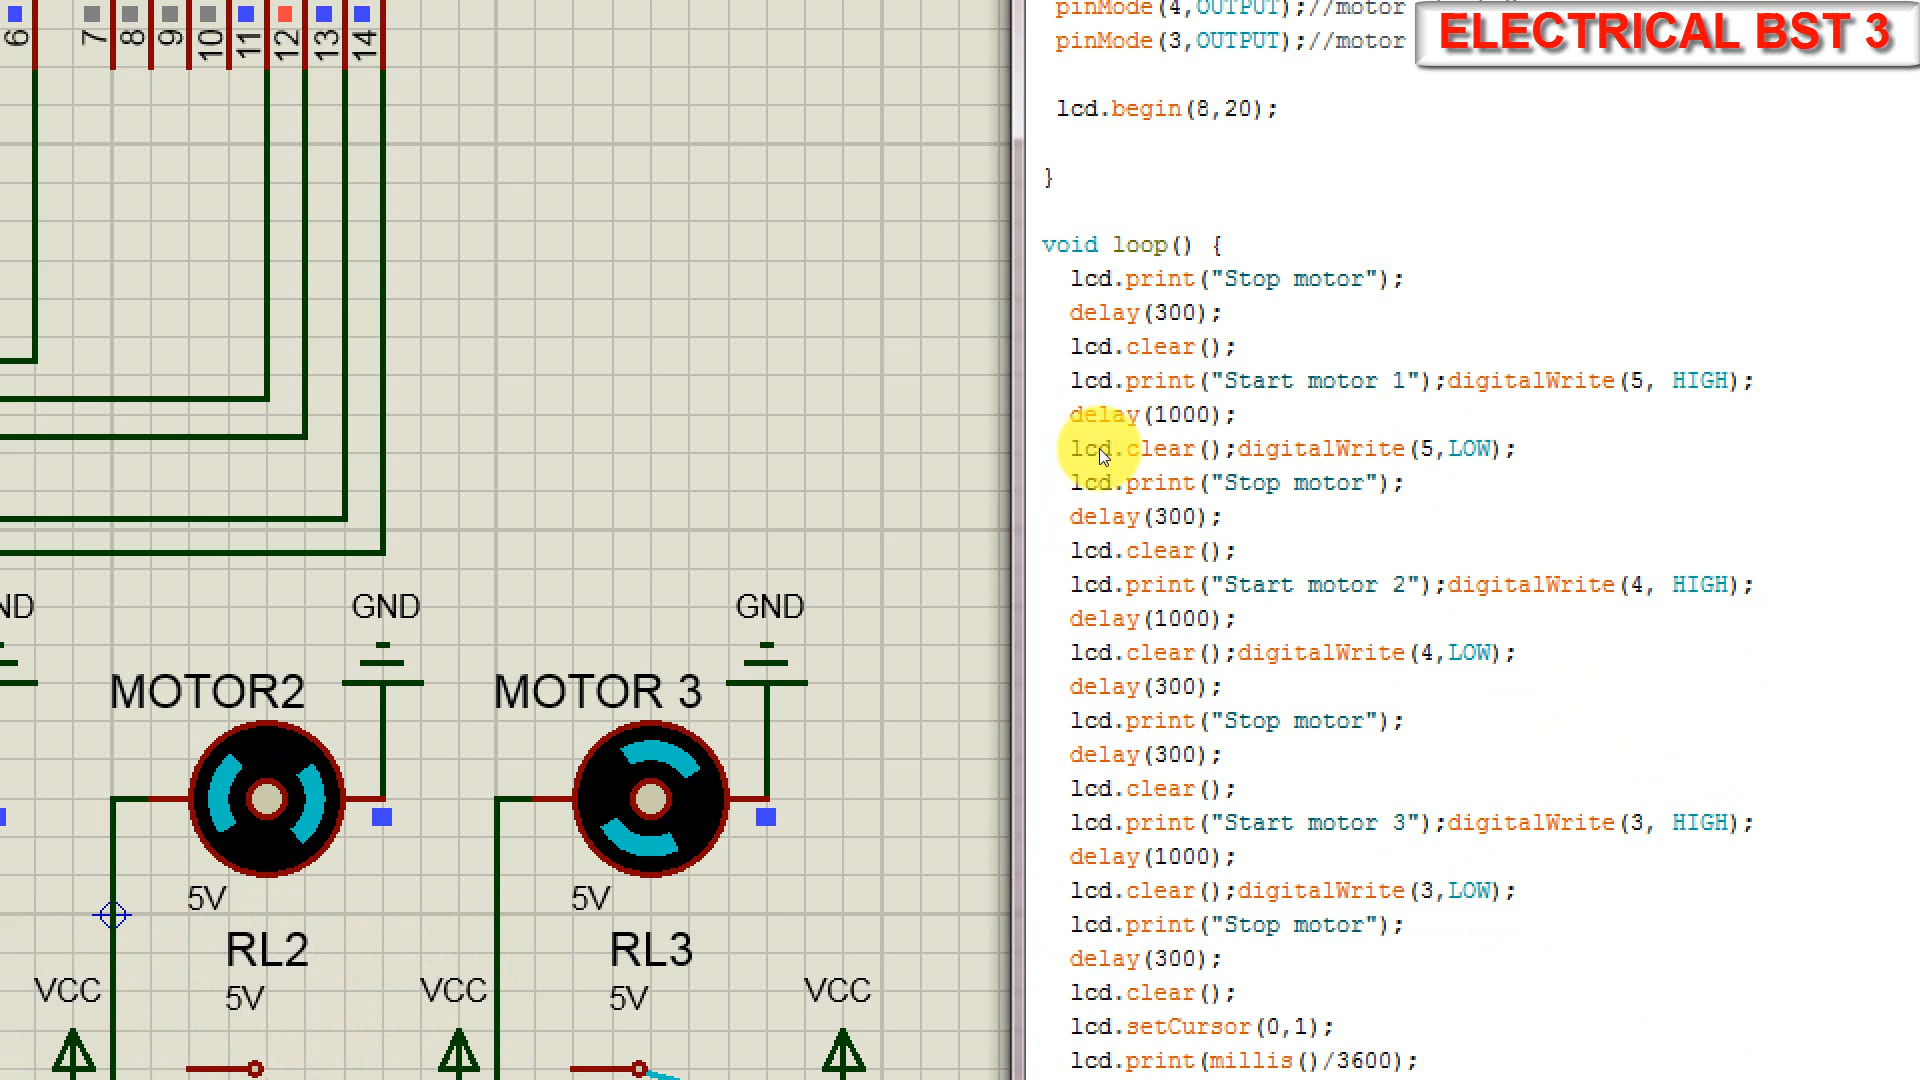 6 7 8 9 10 11 12 13 14
GND
GND
MOTOR2
MOTOR 3
5V
5V
RL2
RL3
VCC
5V
VCC
5V
VCC
ELECTRICAL BST 3
pinMode(4,OUTPUT);//motor
pinMode(3,OUTPUT);//motor
lcd.begin(8,20);
}
void loop() {
lcd.print("Stop motor");
delay(300);
lcd.clear();
lcd.print("Start motor 1");digitalWrite(5, HIGH);
delay(1000);
lcd.clear();digitalWrite(5,LOW);
lcd.print("Stop motor");
delay(300);
lcd.clear();
lcd.print("Start motor 2");digitalWrite(4, HIGH);
delay(1000);
lcd.clear();digitalWrite(4,LOW);
delay(300);
lcd.print("Stop motor");
delay(300);
lcd.clear();
lcd.print("Start motor 3");digitalWrite(3, HIGH);
delay(1000);
lcd.clear();digitalWrite(3,LOW);
lcd.print("Stop motor");
delay(300);
lcd.clear();
lcd.setCursor(0,1);
lcd.print(millis()/3600);